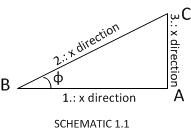 C
2.: x direction
3.: x direction
B
ϕ
A
1.: x direction
SCHEMATIC 1.1